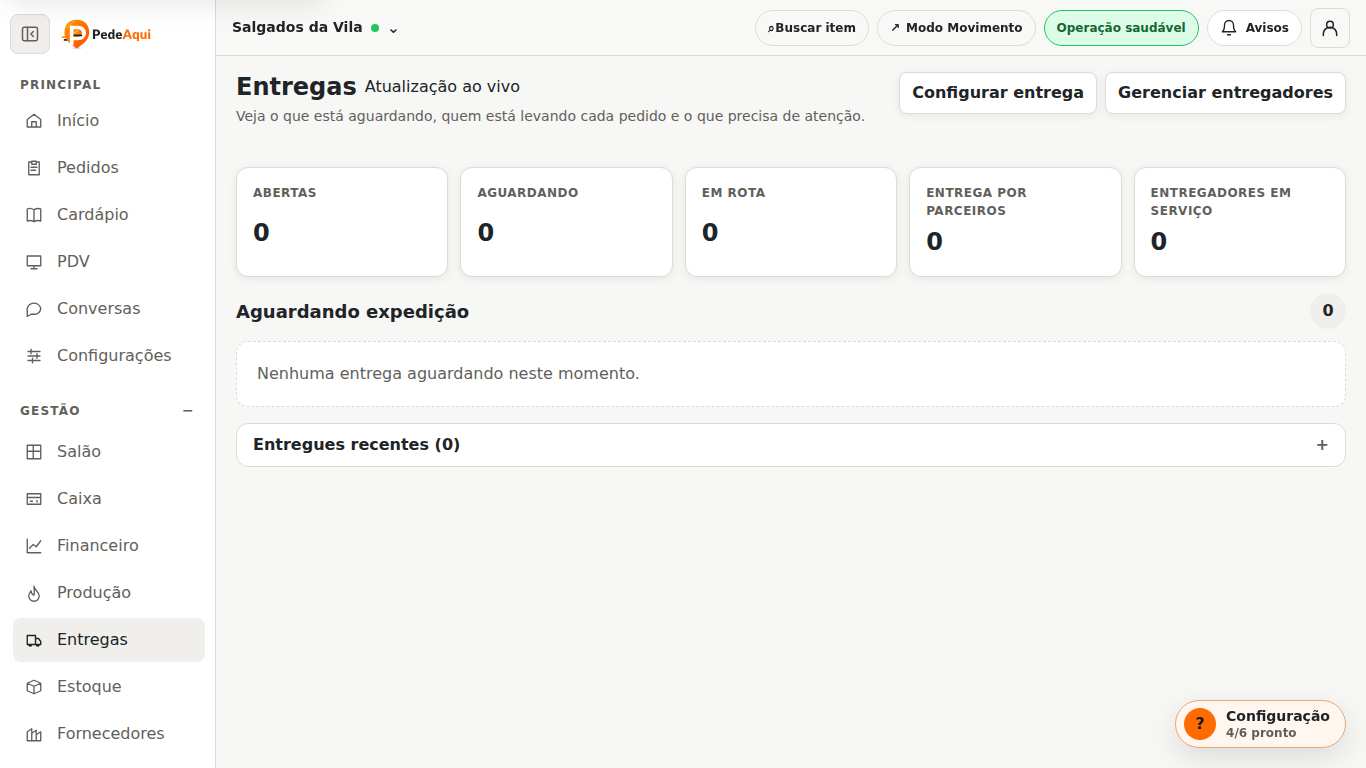 PedeAqui
PRINCIPAL
Início
Pedidos
Cardápio
PDV
Conversas
Configurações
GESTÃO
Salão
Caixa
Financeiro
Produção
Entregas
Estoque
Fornecedores
Salgados da Vila
Buscar item
↗ Modo Movimento
Operação saudável
Avisos
Entregas Atualização ao vivo
Veja o que está aguardando, quem está levando cada pedido e o que precisa de atenção.
Configurar entrega
Gerenciar entregadores
ABERTAS
0
AGUARDANDO
0
EM ROTA
0
ENTREGA POR
PARCEIROS
0
ENTREGADORES EM
SERVIÇO
0
Aguardando expedição
0
Nenhuma entrega aguardando neste momento.
Entregues recentes (0)
+
?
Configuração
4/6 pronto